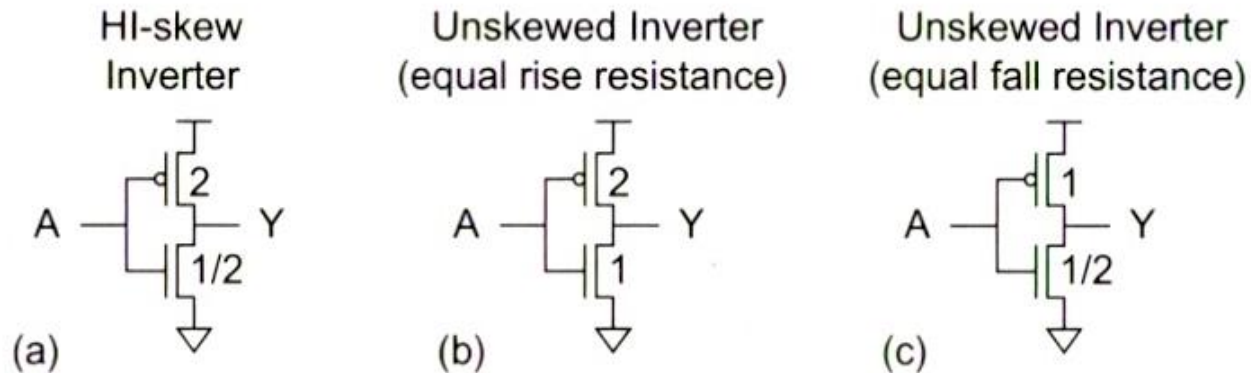 HI-skew
Inverter
Unskewed Inverter
(equal rise resistance)
Unskewed Inverter
(equal fall resistance)
2
A
Y
1/2
(a)
2
A
Y
1
(b)
1
A
Y
1/2
(c)